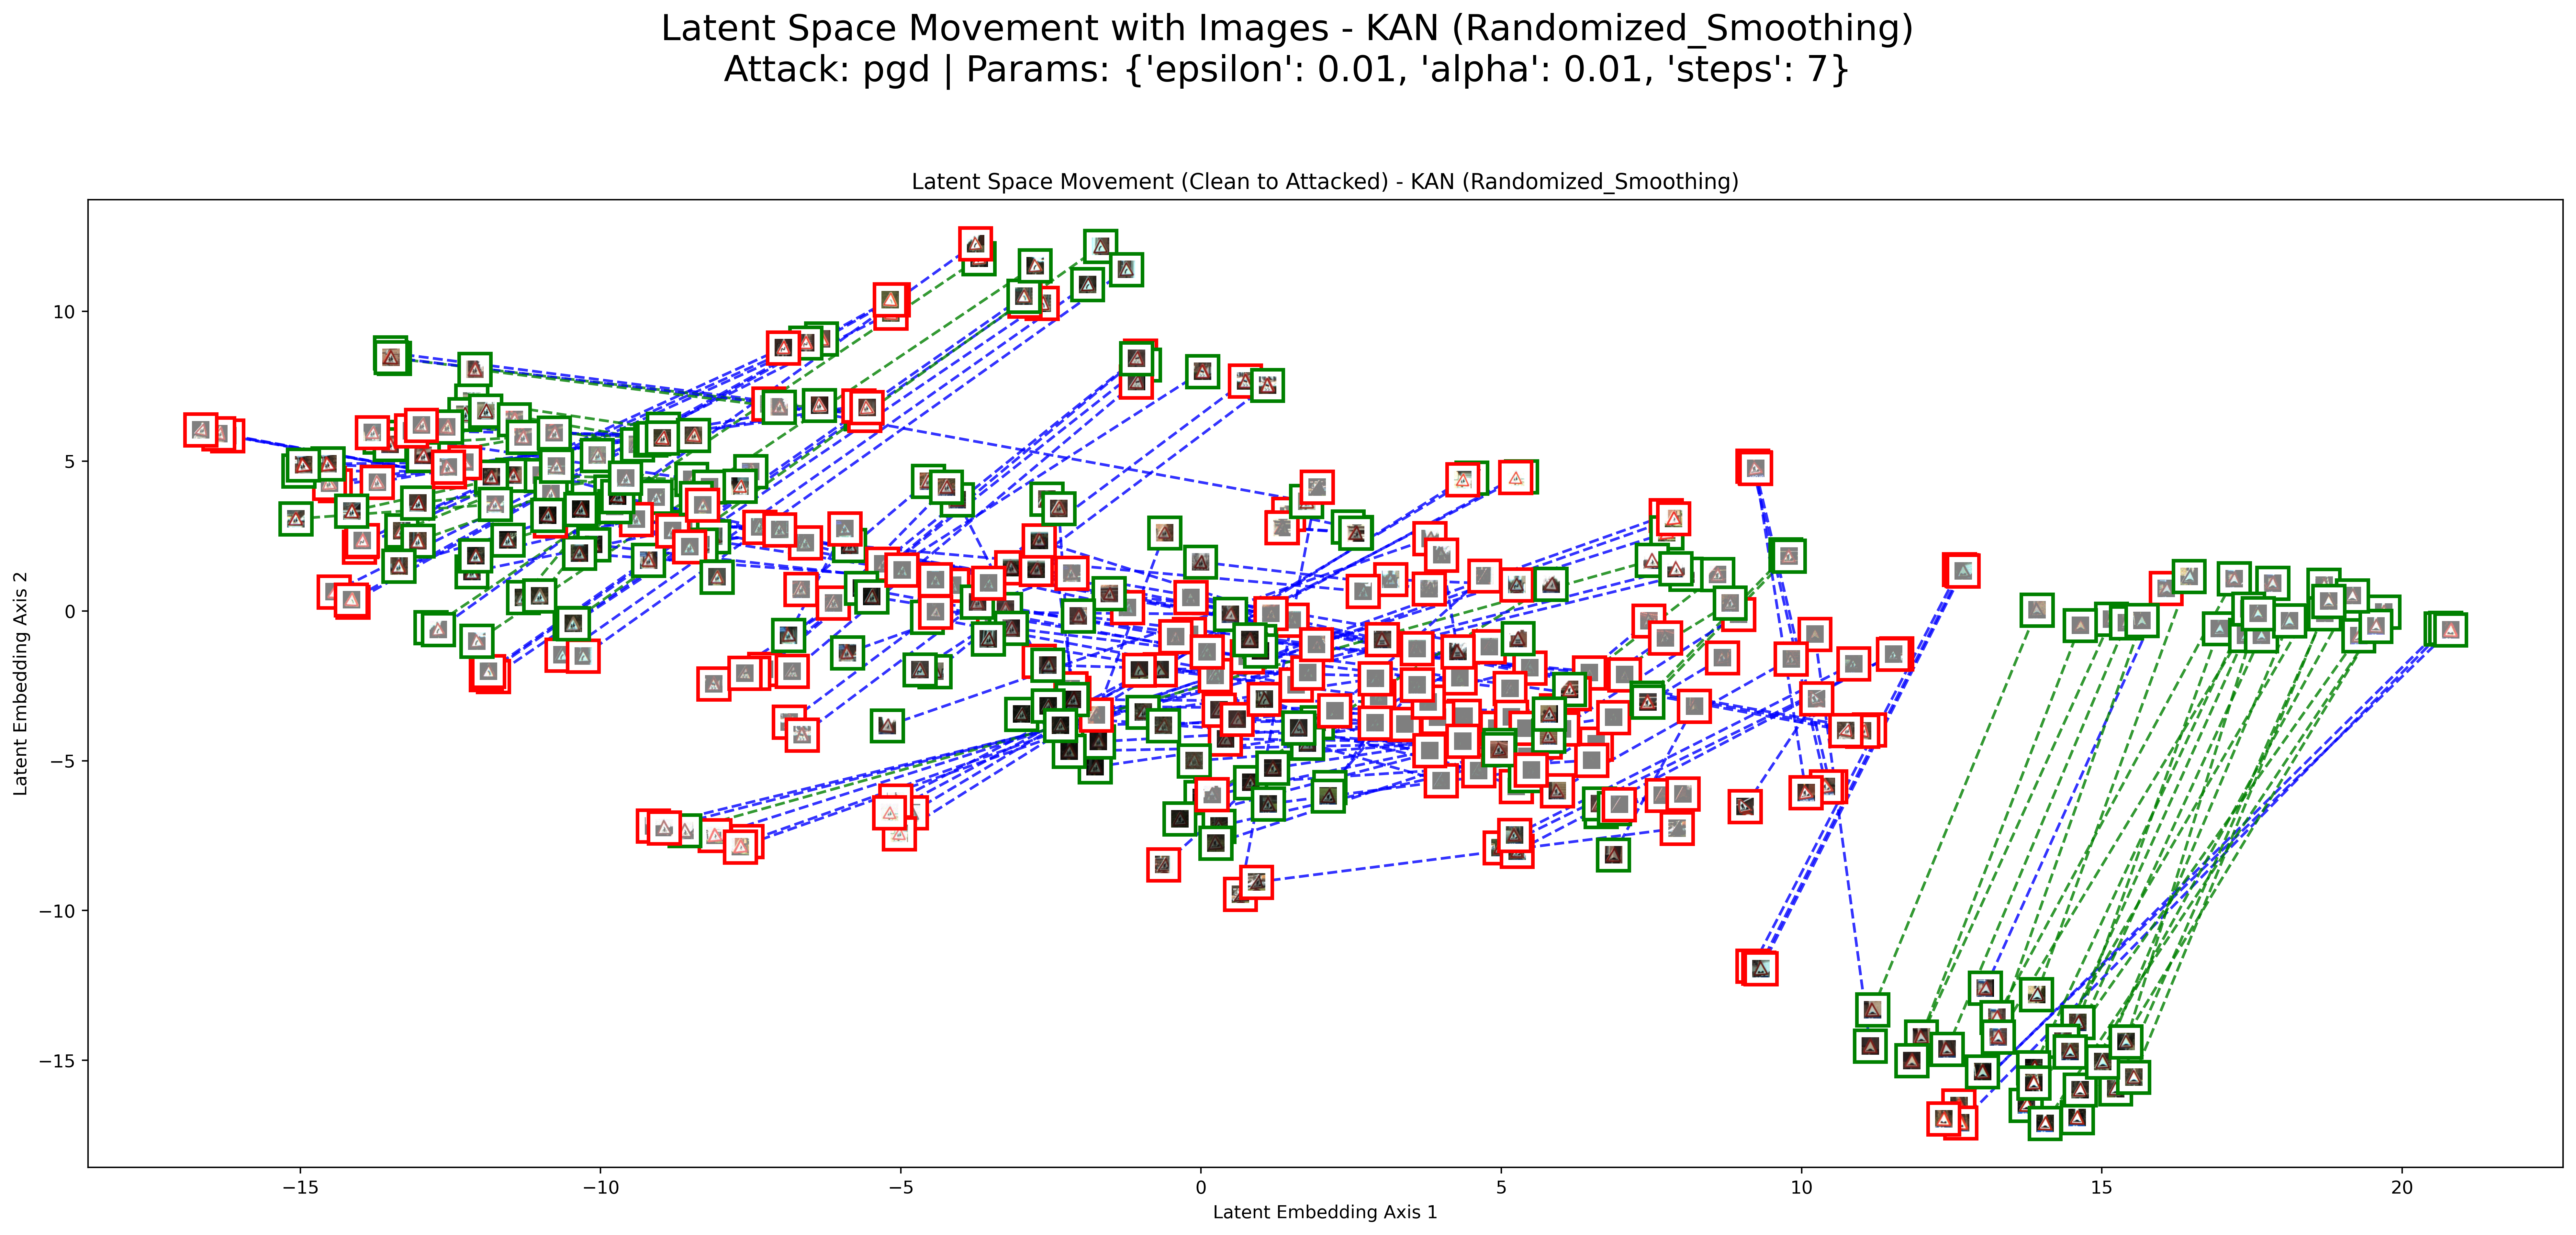 Latent Space Movement with Images - KAN (Randomized_Smoothing)
Attack: pgd | Params: {'epsilon': 0.01, 'alpha': 0.01, 'steps': 7}
Latent Space Movement (Clean to Attacked) - KAN (Randomized_Smoothing)
Latent Embedding Axis 2
10
5
0
−5
−10
−15
−15
−10
−5
0
5
10
15
20
Latent Embedding Axis 1